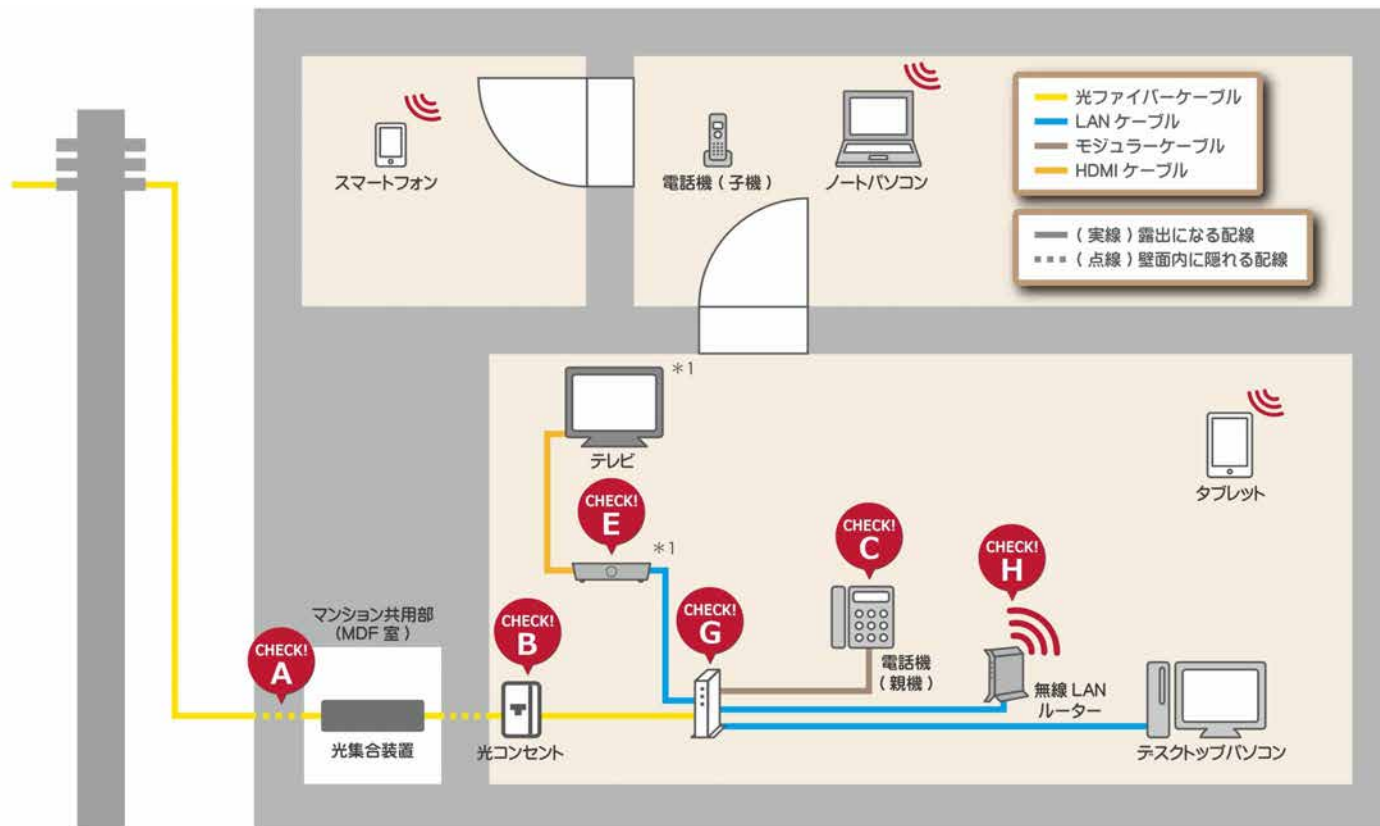 スマートフォン
電話機（子機）
ノートパソコン
光ファイバーケーブル
LAN ケーブル
モジュラーケーブル
HDMI ケーブル
（実線）露出になる配線
（点線）壁面内に隠れる配線
＊1
テレビ
タブレット
CHECK!
E
＊1
CHECK!
C
CHECK!
H
マンション共用部
（MDF 室）
CHECK!
A
CHECK!
B
CHECK!
G
電話機
（親機）
無線 LAN
ルーター
光集合装置
光コンセント
デスクトップパソコン